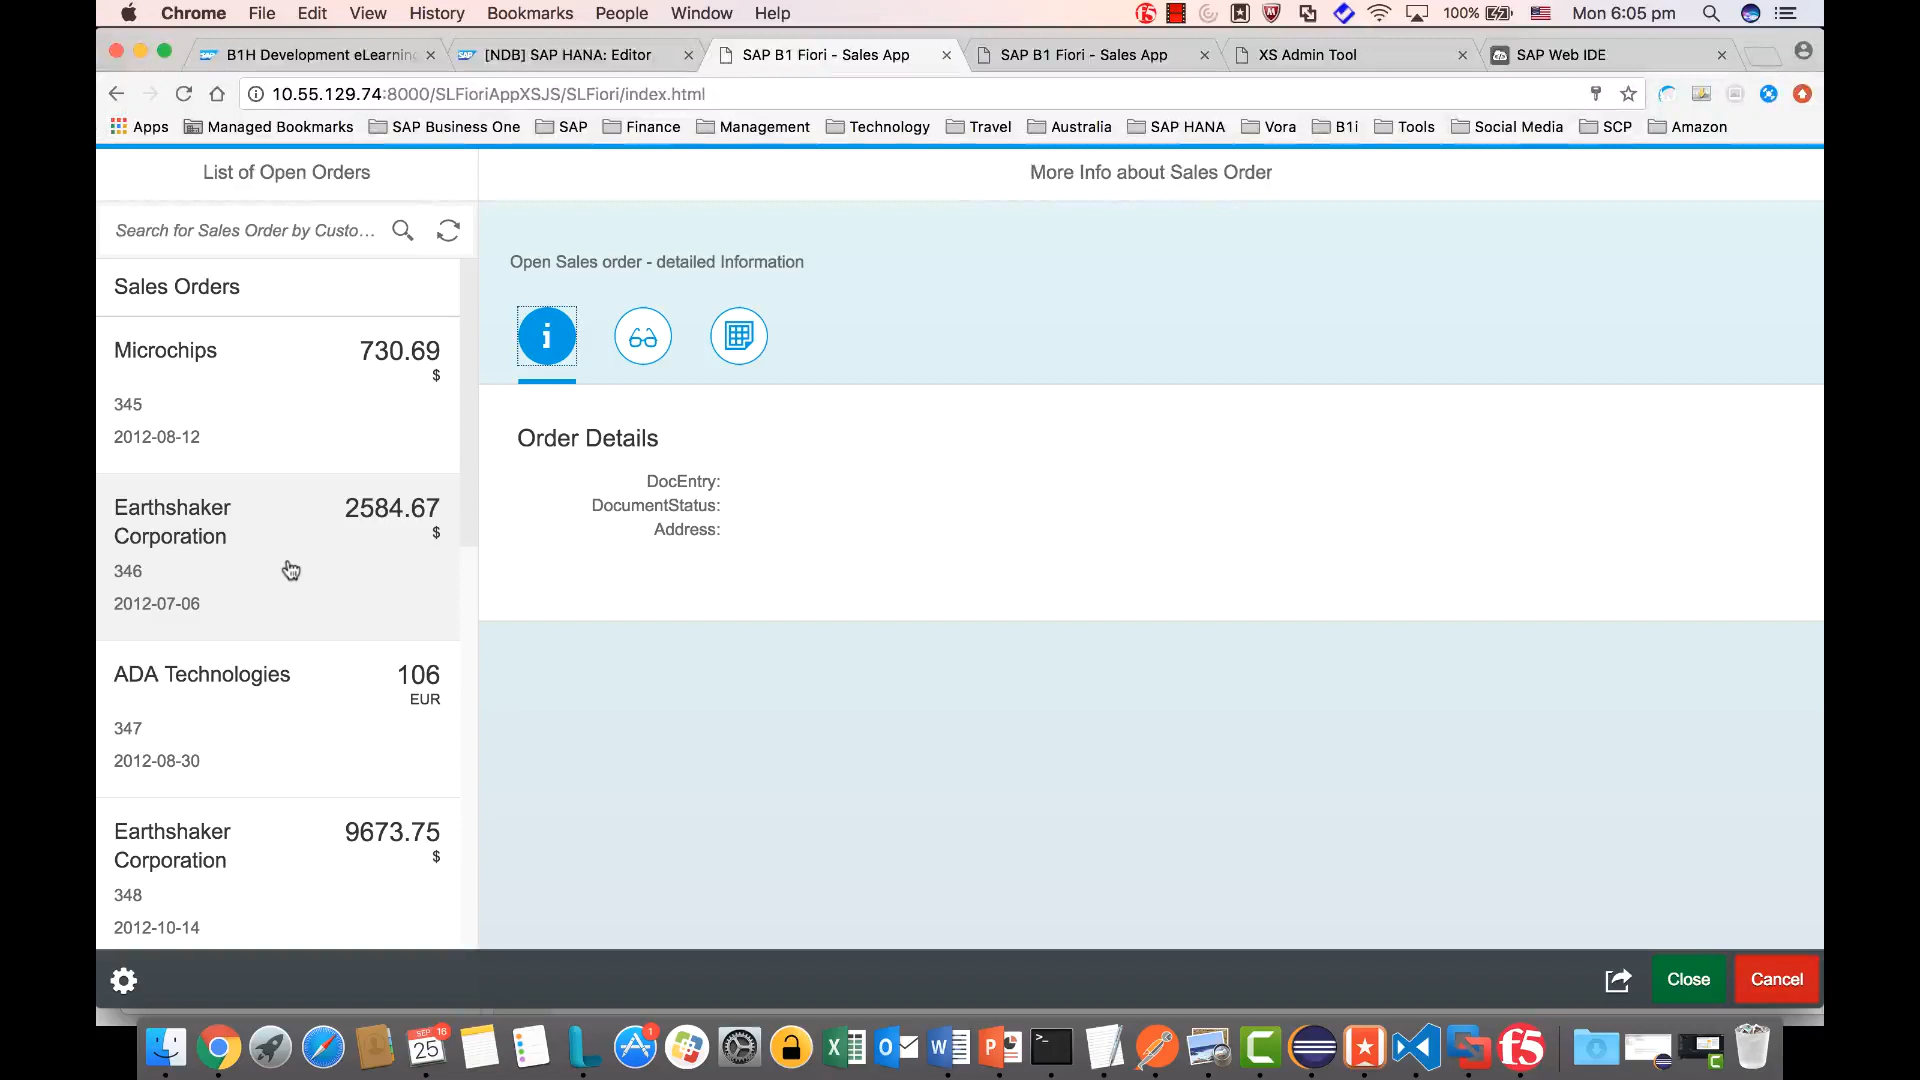 Chrome File Edit View History Bookmarks People Window Help 100% Mon 6:05 pm
B1H Development eLearning [NDB] SAP HANA: Editor SAP B1 Fiori - Sales App SAP B1 Fiori - Sales App XS Admin Tool SAP Web IDE
10.55.129.74:8000/SLFioriAppXSJS/SLFiori/index.html
Apps Managed Bookmarks SAP Business One SAP Finance Management Technology Travel Australia SAP HANA Vora B1i Tools Social Media SCP Amazon
List of Open Orders
More Info about Sales Order
Search for Sales Order by Custo...
Sales Orders
Microchips 730.69
$
345
2012-08-12
Earthshaker
Corporation
2584.67
$
346
2012-07-06
ADA Technologies 106
EUR
347
2012-08-30
Earthshaker
Corporation
9673.75
$
348
2012-10-14
Open Sales order - detailed Information
i
Order Details
DocEntry:
DocumentStatus:
Address:
Close Cancel
SEP 16
25
1
f5